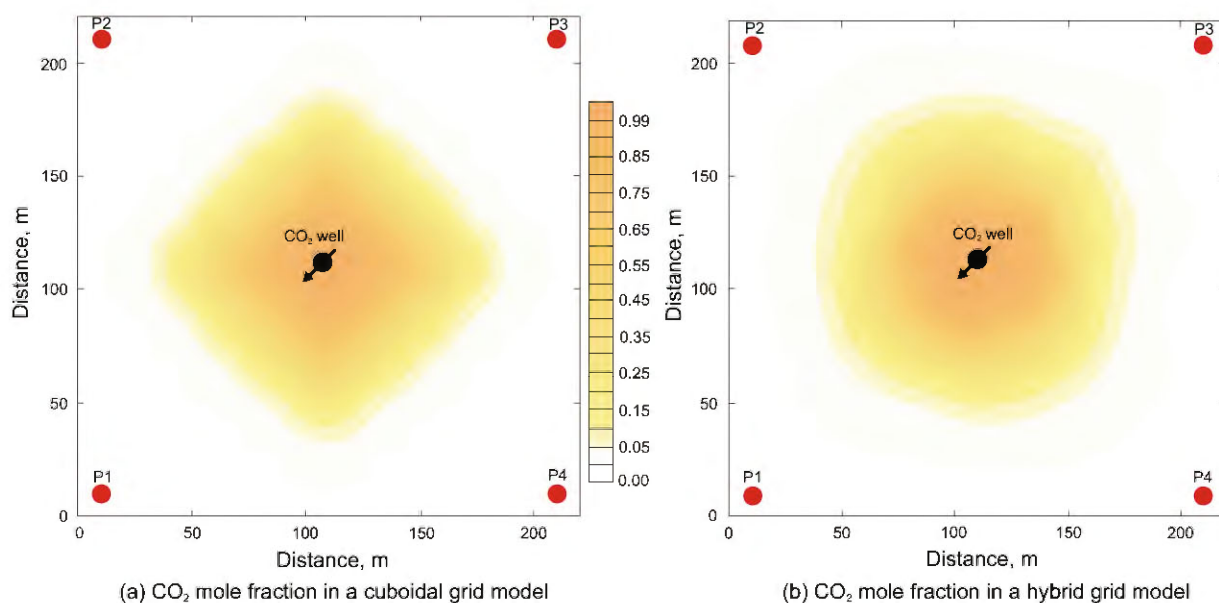 P2
P3
200
150
100
50
0
Distance, m
CO₂ well
P1
P4
0
50
100
150
200
Distance, m
(a) CO₂ mole fraction in a cuboidal grid model
0.99
0.85
0.75
0.65
0.55
0.45
0.35
0.25
0.15
0.05
0.00
P2
P3
200
150
100
50
0
Distance, m
CO₂ well
P1
P4
0
50
100
150
200
Distance, m
(b) CO₂ mole fraction in a hybrid grid model